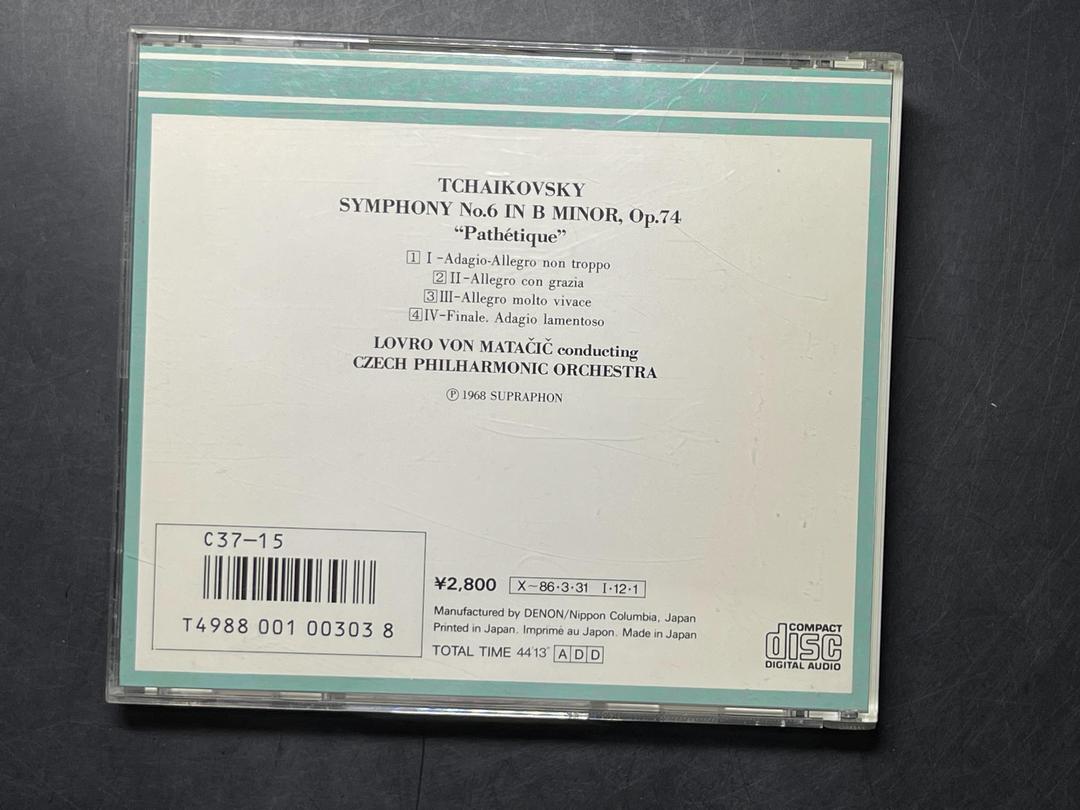 TCHAIKOVSKY
SYMPHONY No.6 IN B MINOR, Op.74
“Pathétique”
1 I-Adagio-Allegro non troppo
2 II-Allegro con grazia
3 III-Allegro molto vivace
4 IV-Finale. Adagio lamentoso
LOVRO VON MATAČIČ conducting
CZECH PHILHARMONIC ORCHESTRA
℗ 1968 SUPRAPHON
C37-15
T4988 001 00303 8
¥2,800 X-86·3·31 I·12·1
Manufactured by DENON/Nippon Columbia, Japan
Printed in Japan. Imprimé au Japon. Made in Japan
TOTAL TIME 44'13" ADD
COMPACT
disc
DIGITAL AUDIO